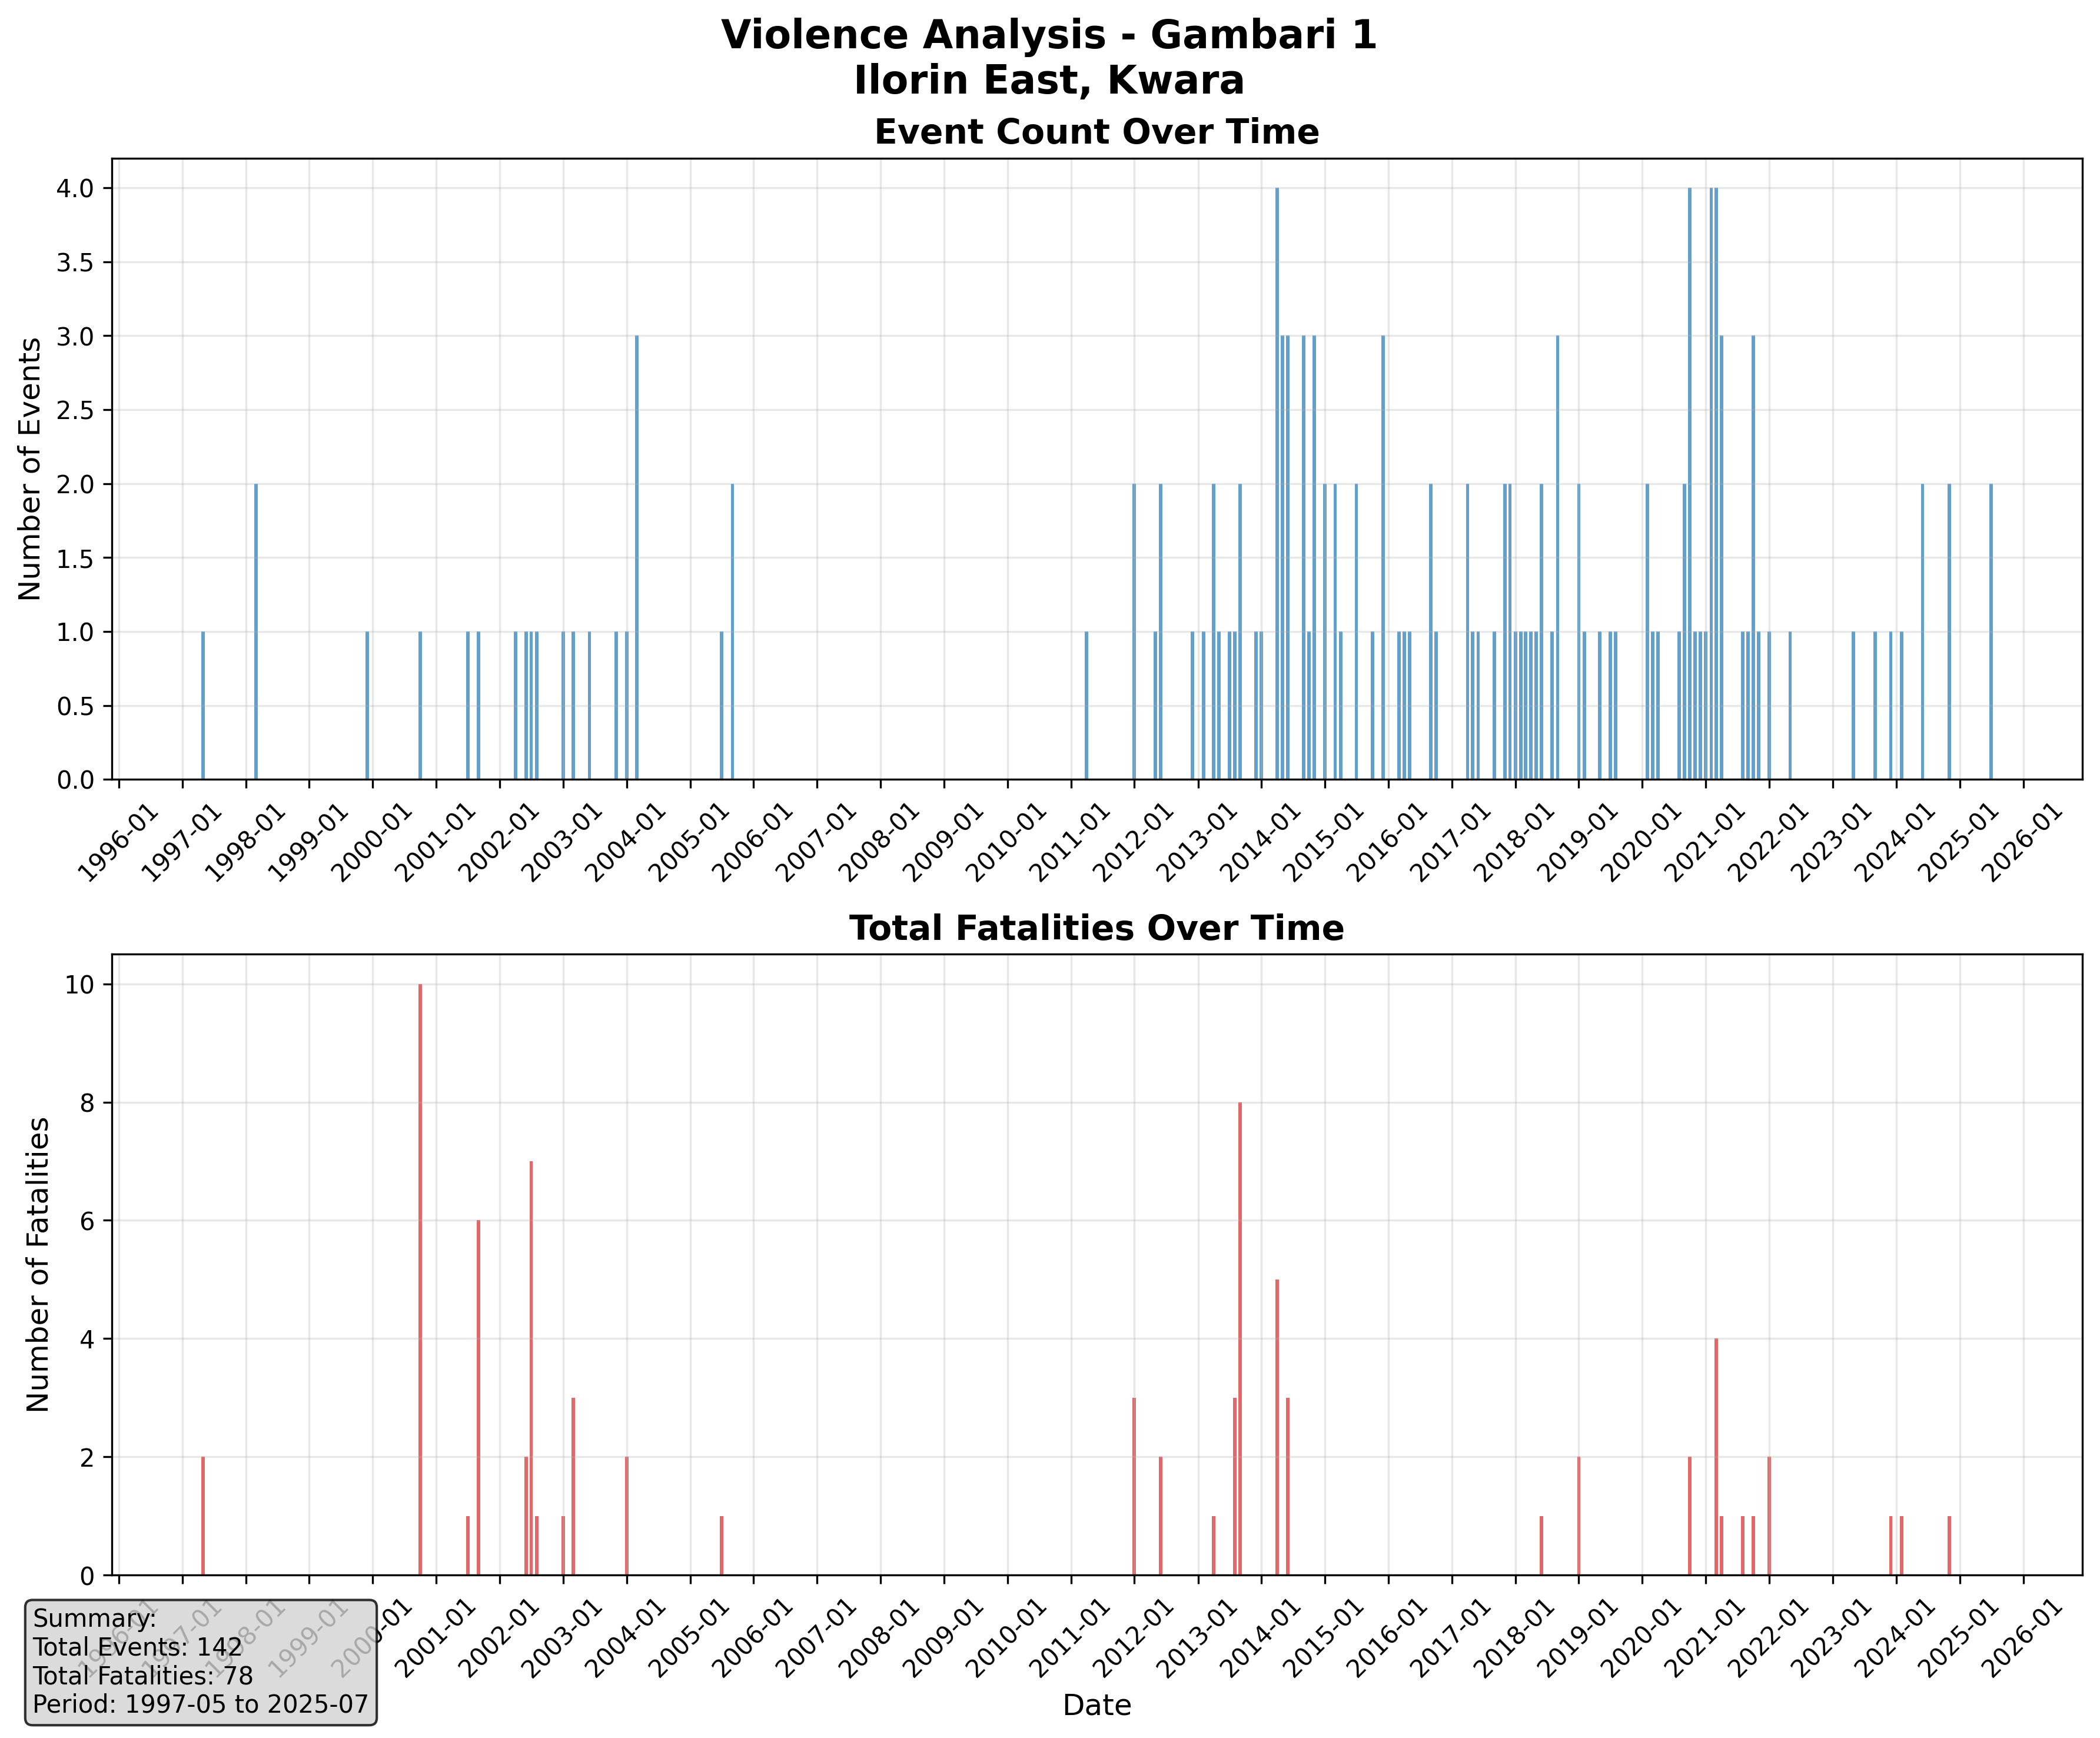 Violence Analysis - Gambari 1
Ilorin East, Kwara
Event Count Over Time
Number of Events
4.0
3.5
3.0
2.5
2.0
1.5
1.0
0.5
0.0
1996-01 1997-01 1998-01 1999-01 2000-01 2001-01 2002-01 2003-01 2004-01 2005-01 2006-01 2007-01 2008-01 2009-01 2010-01 2011-01 2012-01 2013-01 2014-01 2015-01 2016-01 2017-01 2018-01 2019-01 2020-01 2021-01 2022-01 2023-01 2024-01 2025-01 2026-01
Total Fatalities Over Time
Number of Fatalities
10
8
6
4
2
0
1996-01 1997-01 1998-01 1999-01 2000-01 2001-01 2002-01 2003-01 2004-01 2005-01 2006-01 2007-01 2008-01 2009-01 2010-01 2011-01 2012-01 2013-01 2014-01 2015-01 2016-01 2017-01 2018-01 2019-01 2020-01 2021-01 2022-01 2023-01 2024-01 2025-01 2026-01
Date
Summary:
Total Events: 142
Total Fatalities: 78
Period: 1997-05 to 2025-07